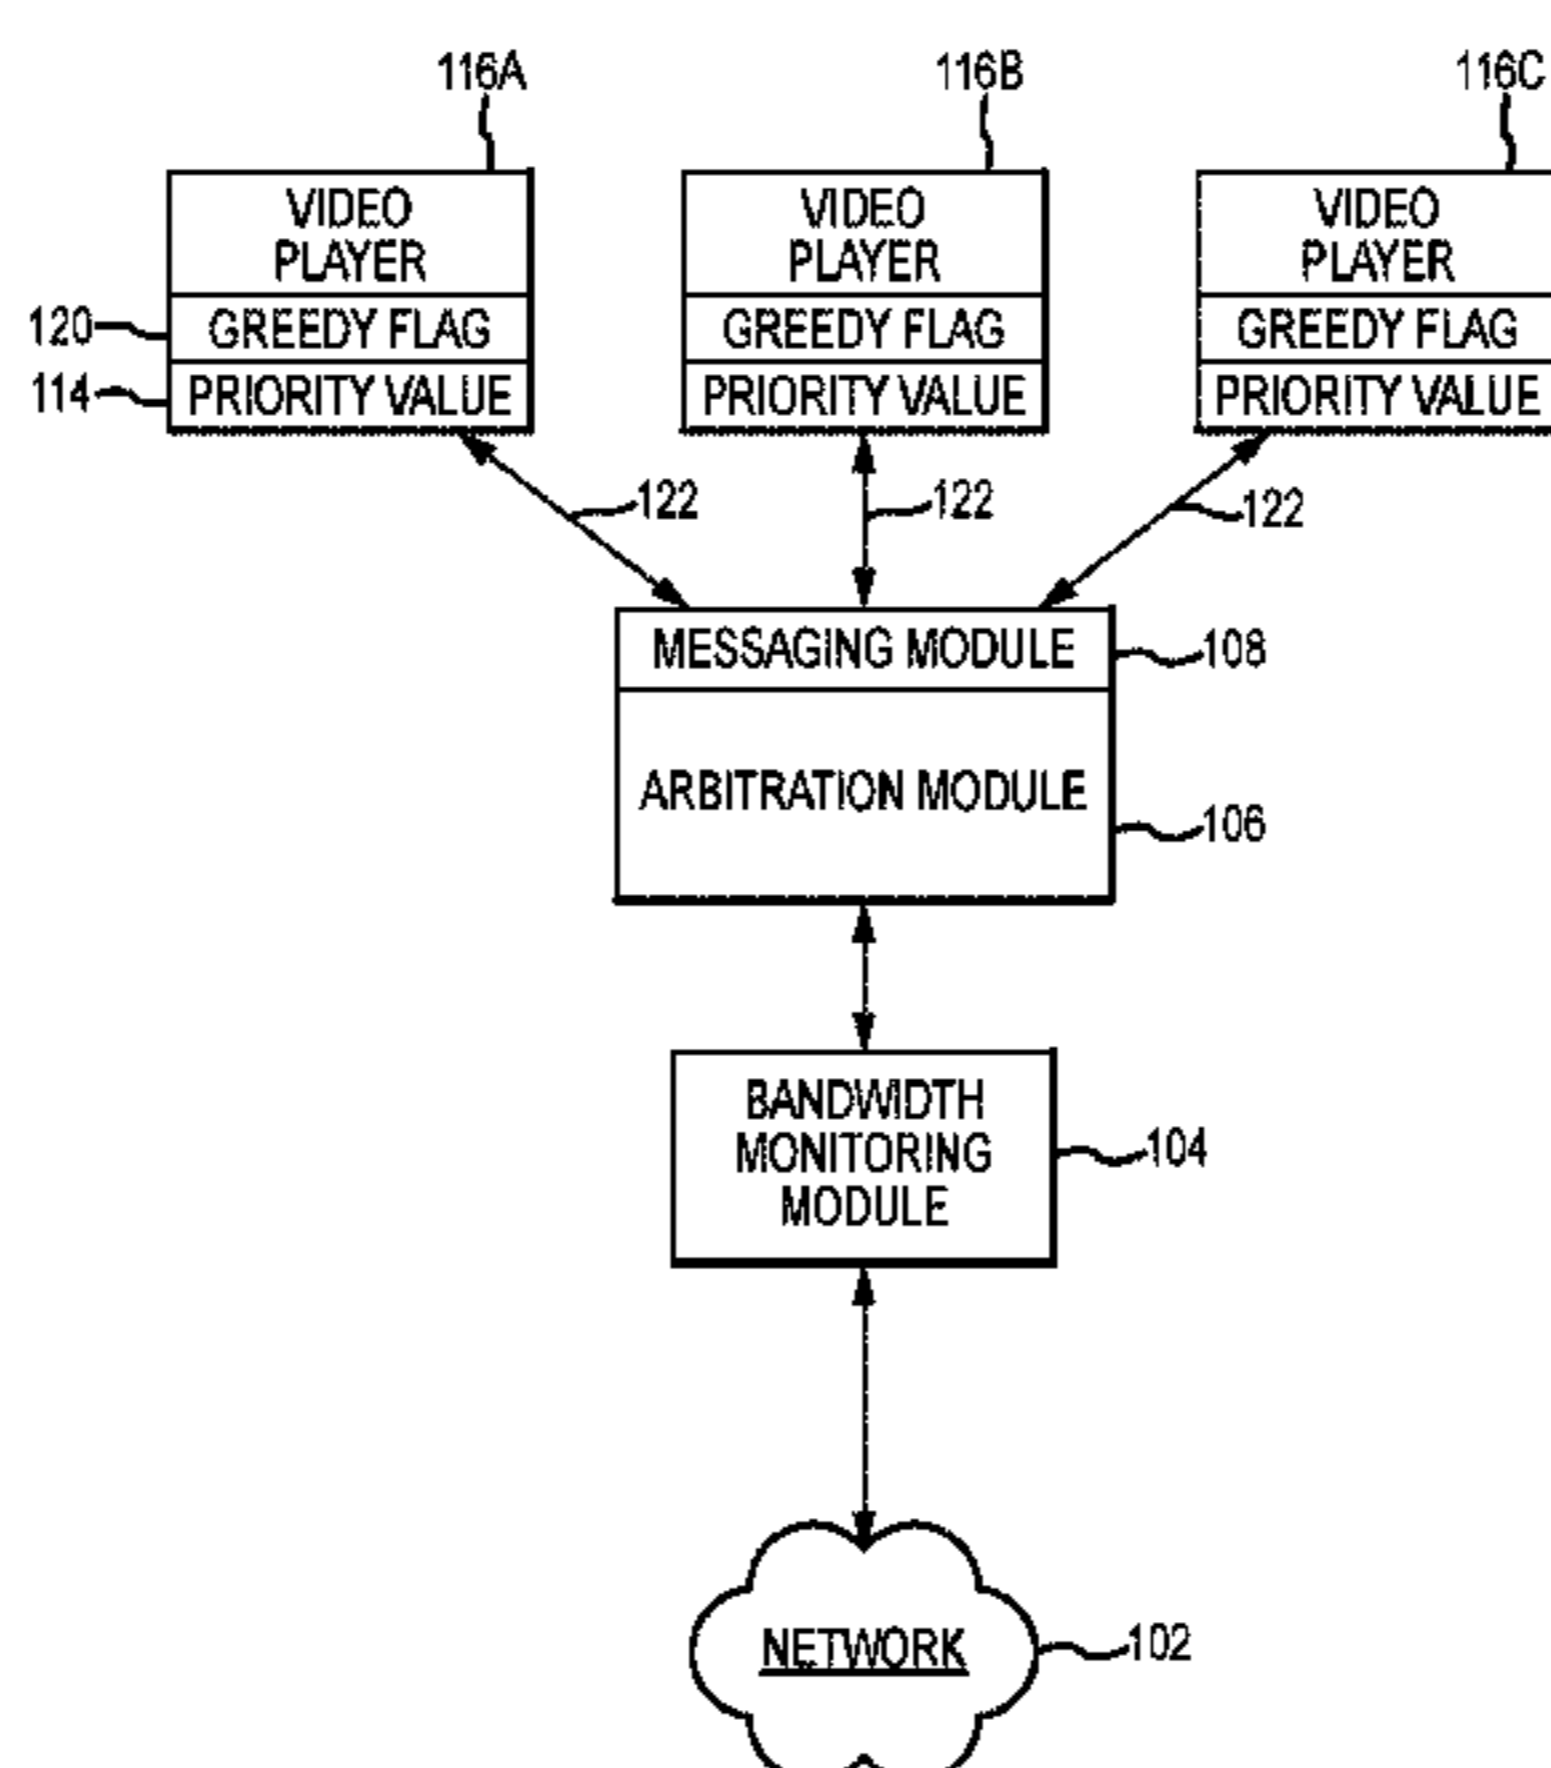 116A 116B 116C
VIDEO PLAYER VIDEO PLAYER VIDEO PLAYER
120 GREEDY FLAG GREEDY FLAG GREEDY FLAG
114 PRIORITY VALUE PRIORITY VALUE PRIORITY VALUE
122 122 122
MESSAGING MODULE 108
ARBITRATION MODULE
106
BANDWIDTH
MONITORING 104
MODULE
NETWORK 102